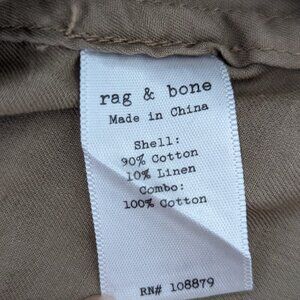 rag & bone
Made in China
Shell:
90% Cotton
10% Linen
Combo:
100% Cotton
RN# 108879